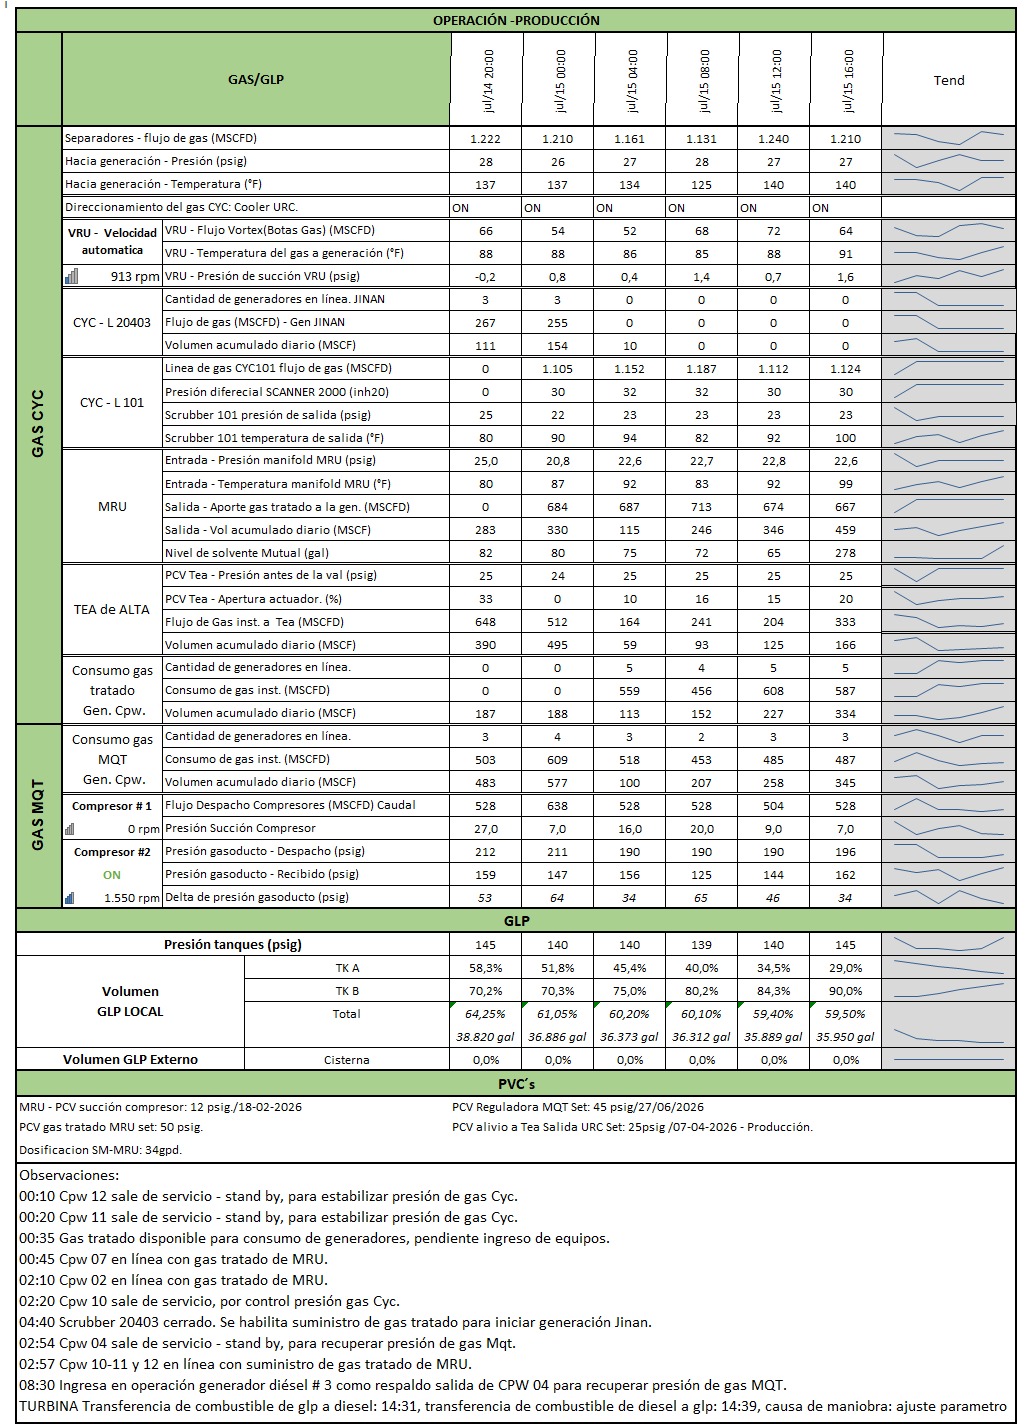 OPERACIÓN -PRODUCCIÓN
GAS/GLP jul/14 20:00 jul/15 00:00 jul/15 04:00 jul/15 08:00 jul/15 12:00 jul/15 16:00 Tend
GAS CYC
Separadores - flujo de gas (MSCFD) 1.222 1.210 1.161 1.131 1.240 1.210
Hacia generación - Presión (psig) 28 26 27 28 27 27
Hacia generación - Temperatura (°F) 137 137 134 125 140 140
Direccionamiento del gas CYC: Cooler URC. ON ON ON ON ON ON
VRU - Velocidad automatica
913 rpm
VRU - Flujo Vortex(Botas Gas) (MSCFD) 66 54 52 68 72 64
VRU - Temperatura del gas a generación (°F) 88 88 86 85 88 91
VRU - Presión de succión VRU (psig) -0,2 0,8 0,4 1,4 0,7 1,6
CYC - L 20403
Cantidad de generadores en línea. JINAN 3 3 0 0 0 0
Flujo de gas (MSCFD) - Gen JINAN 267 255 0 0 0 0
Volumen acumulado diario (MSCF) 111 154 10 0 0 0
CYC - L 101
Linea de gas CYC101 flujo de gas (MSCFD) 0 1.105 1.152 1.187 1.112 1.124
Presión diferecial SCANNER 2000 (inh20) 0 30 32 32 30 30
Scrubber 101 presión de salida (psig) 25 22 23 23 23 23
Scrubber 101 temperatura de salida (°F) 80 90 94 82 92 100
MRU
Entrada - Presión manifold MRU (psig) 25,0 20,8 22,6 22,7 22,8 22,6
Entrada - Temperatura manifold MRU (°F) 80 87 92 83 92 99
Salida - Aporte gas tratado a la gen. (MSCFD) 0 684 687 713 674 667
Salida - Vol acumulado diario (MSCF) 283 330 115 246 346 459
Nivel de solvente Mutual (gal) 82 80 75 72 65 278
TEA de ALTA
PCV Tea - Presión antes de la val (psig) 25 24 25 25 25 25
PCV Tea - Apertura actuador. (%) 33 0 10 16 15 20
Flujo de Gas inst. a Tea (MSCFD) 648 512 164 241 204 333
Volumen acumulado diario (MSCF) 390 495 59 93 125 166
Consumo gas tratado Gen. Cpw.
Cantidad de generadores en línea. 0 0 5 4 5 5
Consumo de gas inst. (MSCFD) 0 0 559 456 608 587
Volumen acumulado diario (MSCF) 187 188 113 152 227 334
GAS MQT
Consumo gas MQT Gen. Cpw.
Cantidad de generadores en línea. 3 4 3 2 3 3
Consumo de gas inst. (MSCFD) 503 609 518 453 485 487
Volumen acumulado diario (MSCF) 483 577 100 207 258 345
Compresor # 1
0 rpm
Flujo Despacho Compresores (MSCFD) Caudal 528 638 528 528 504 528
Presión Succión Compresor 27,0 7,0 16,0 20,0 9,0 7,0
Compresor #2
ON
1.550 rpm
Presión gasoducto - Despacho (psig) 212 211 190 190 190 196
Presión gasoducto - Recibido (psig) 159 147 156 125 144 162
Delta de presión gasoducto (psig) 53 64 34 65 46 34
GLP
Presión tanques (psig) 145 140 140 139 140 145
Volumen GLP LOCAL
TK A 58,3% 51,8% 45,4% 40,0% 34,5% 29,0%
TK B 70,2% 70,3% 75,0% 80,2% 84,3% 90,0%
Total 64,25% 61,05% 60,20% 60,10% 59,40% 59,50%
38.820 gal 36.886 gal 36.373 gal 36.312 gal 35.889 gal 35.950 gal
Volumen GLP Externo Cisterna 0,0% 0,0% 0,0% 0,0% 0,0% 0,0%
PVC´s
MRU - PCV succión compresor: 12 psig./18-02-2026 PCV Reguladora MQT Set: 45 psig/27/06/2026
PCV gas tratado MRU set: 50 psig. PCV alivio a Tea Salida URC Set: 25psig /07-04-2026 - Producción.
Dosificacion SM-MRU: 34gpd.
Observaciones:
00:10 Cpw 12 sale de servicio - stand by, para estabilizar presión de gas Cyc.
00:20 Cpw 11 sale de servicio - stand by, para estabilizar presión de gas Cyc.
00:35 Gas tratado disponible para consumo de generadores, pendiente ingreso de equipos.
00:45 Cpw 07 en línea con gas tratado de MRU.
02:10 Cpw 02 en línea con gas tratado de MRU.
02:20 Cpw 10 sale de servicio, por control presión gas Cyc.
04:40 Scrubber 20403 cerrado. Se habilita suministro de gas tratado para iniciar generación Jinan.
02:54 Cpw 04 sale de servicio - stand by, para recuperar presión de gas Mqt.
02:57 Cpw 10-11 y 12 en línea con suministro de gas tratado de MRU.
08:30 Ingresa en operación generador diésel # 3 como respaldo salida de CPW 04 para recuperar presión de gas MQT.
TURBINA Transferencia de combustible de glp a diesel: 14:31, transferencia de combustible de diesel a glp: 14:39, causa de maniobra: ajuste parametro